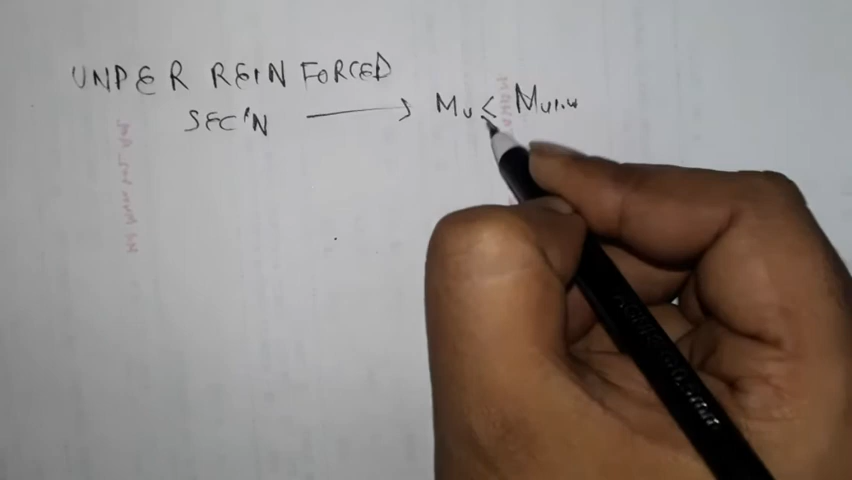 UNDER REINFORCED
SEC'N → Mu < Mulim